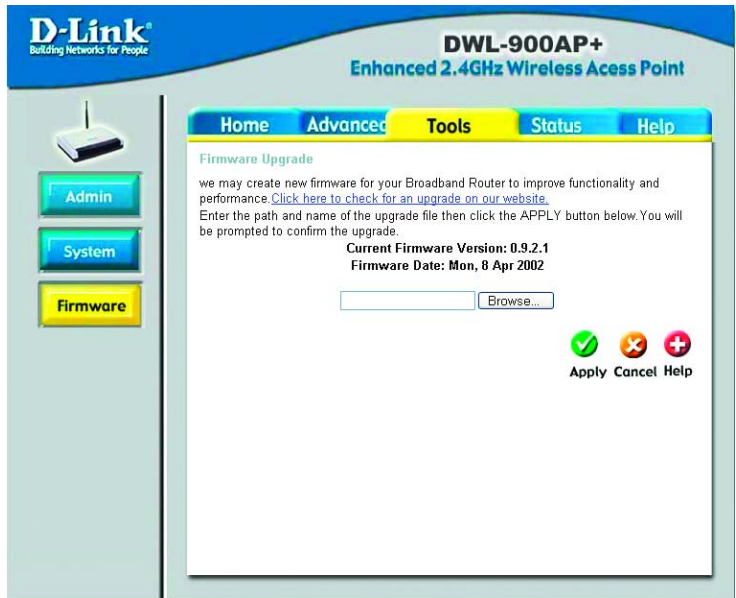 D-Link®
Building Networks for People
DWL-900AP+
Enhanced 2.4GHz Wireless Acess Point
Home Advanced Tools Status Help
Admin
System
Firmware
Firmware Upgrade
we may create new firmware for your Broadband Router to improve functionality and
performance. Click here to check for an upgrade on our website.
Enter the path and name of the upgrade file then click the APPLY button below. You will
be prompted to confirm the upgrade.
Current Firmware Version: 0.9.2.1
Firmware Date: Mon, 8 Apr 2002
Browse...
Apply Cancel Help